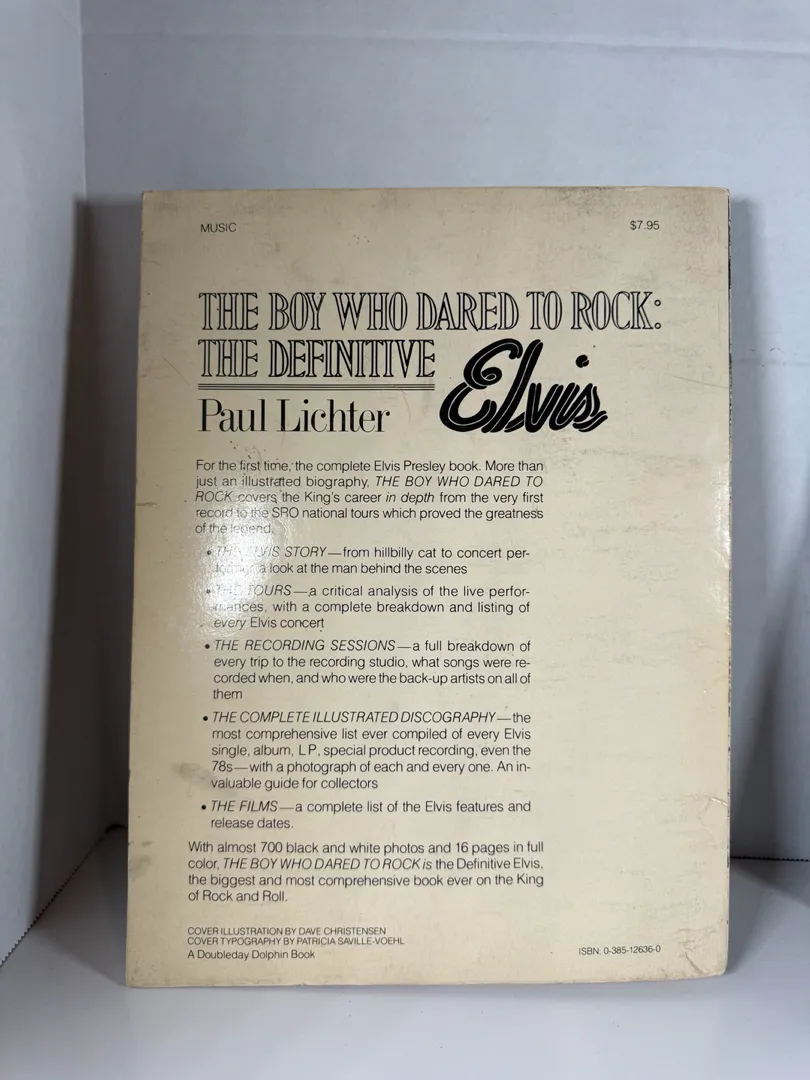 MUSIC
$7.95
THE BOY WHO DARED TO ROCK:
THE DEFINITIVE Elvis
Paul Lichter
For the first time, the complete Elvis Presley book. More than
just an illustrated biography, THE BOY WHO DARED TO
ROCK covers the King's career in depth from the very first
record to the SRO national tours which proved the greatness
of the legend.
• THE ELVIS STORY—from hillbilly cat to concert per-
a look at the man behind the scenes
• THE TOURS—a critical analysis of the live perfor-
mances, with a complete breakdown and listing of
every Elvis concert
• THE RECORDING SESSIONS—a full breakdown of
every trip to the recording studio, what songs were re-
corded when, and who were the back-up artists on all of
them
• THE COMPLETE ILLUSTRATED DISCOGRAPHY—the
most comprehensive list ever compiled of every Elvis
single, album, LP, special product recording, even the
78s—with a photograph of each and every one. An in-
valuable guide for collectors
• THE FILMS—a complete list of the Elvis features and
release dates.
With almost 700 black and white photos and 16 pages in full
color, THE BOY WHO DARED TO ROCK is the Definitive Elvis,
the biggest and most comprehensive book ever on the King
of Rock and Roll.
COVER ILLUSTRATION BY DAVE CHRISTENSEN
COVER TYPOGRAPHY BY PATRICIA SAVILLE-VOEHL
A Doubleday Dolphin Book
ISBN: 0-385-12636-0